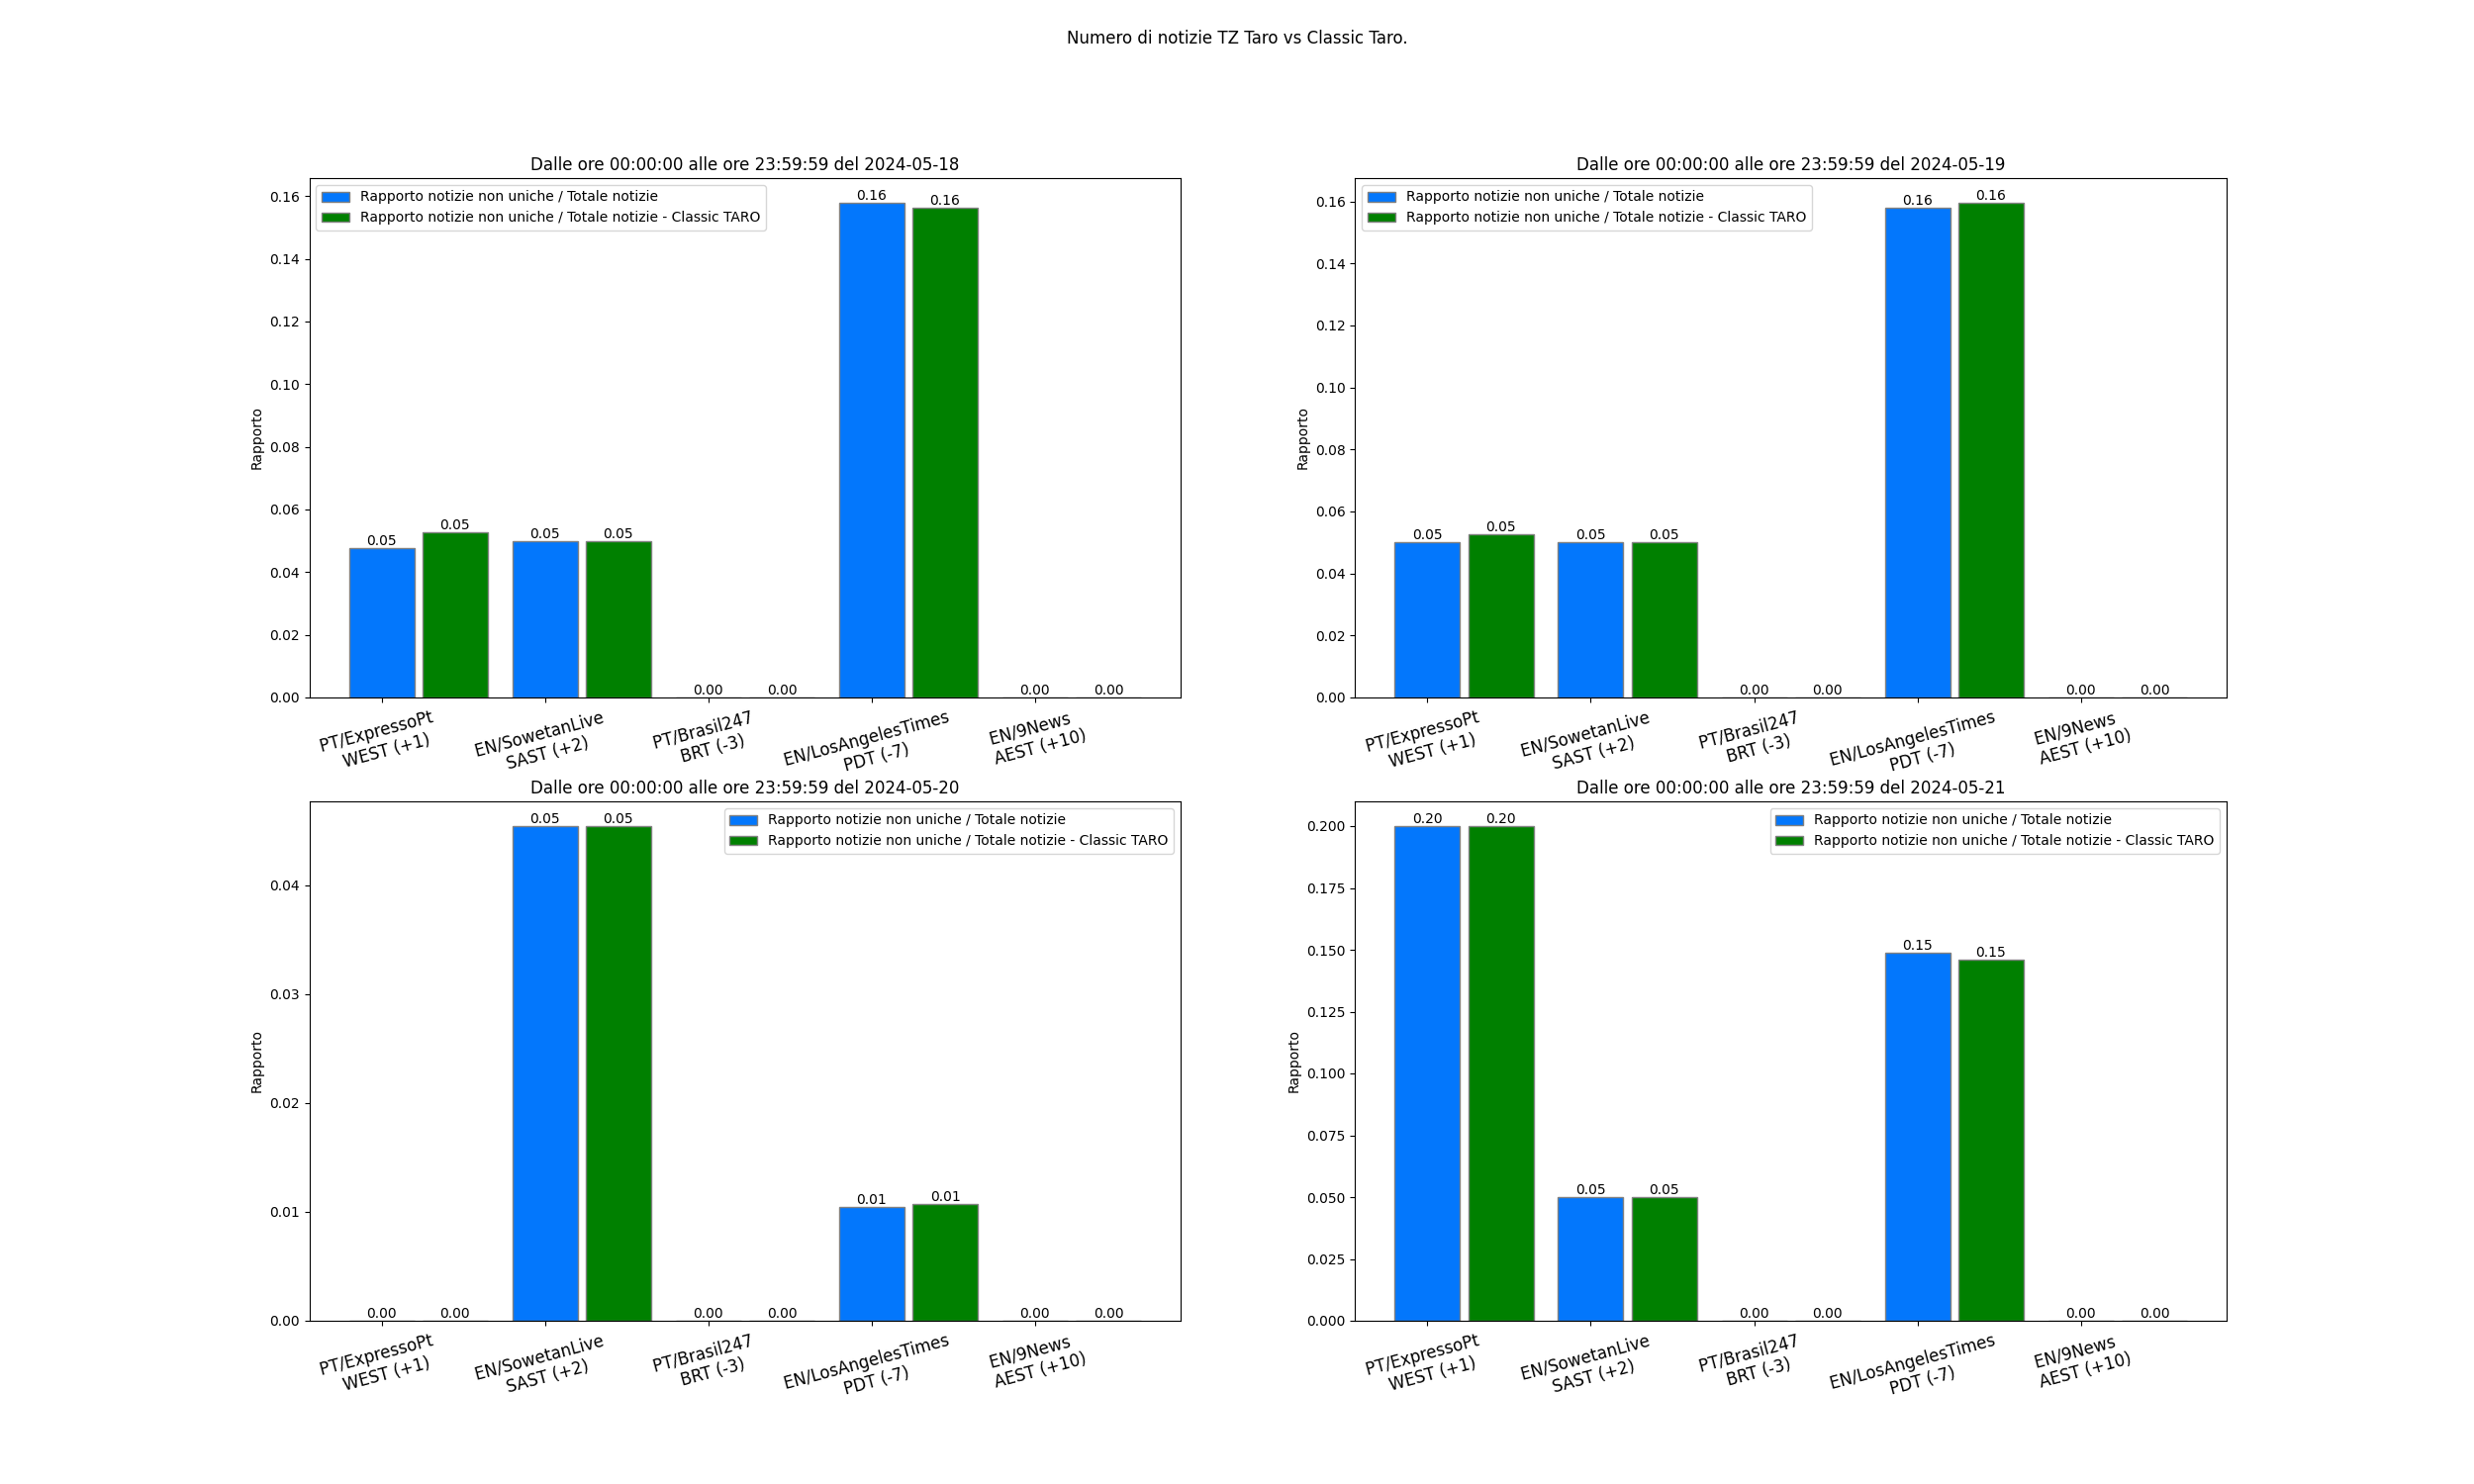 Numero di notizie TZ Taro vs Classic Taro.
Dalle ore 00:00:00 alle ore 23:59:59 del 2024-05-18
Rapporto notizie non uniche / Totale notizie
Rapporto notizie non uniche / Totale notizie - Classic TARO
Rapporto
0.16
0.14
0.12
0.10
0.08
0.06
0.04
0.02
0.00
0.05
0.05
0.05
0.05
0.00
0.00
0.16
0.16
0.00
0.00
PT/ExpressoPt
WEST (+1)
EN/SowetanLive
SAST (+2)
PT/Brasil247
BRT (-3)
EN/LosAngelesTimes
PDT (-7)
EN/9News
AEST (+10)
Dalle ore 00:00:00 alle ore 23:59:59 del 2024-05-19
Rapporto notizie non uniche / Totale notizie
Rapporto notizie non uniche / Totale notizie - Classic TARO
Rapporto
0.16
0.14
0.12
0.10
0.08
0.06
0.04
0.02
0.00
0.05
0.05
0.05
0.05
0.00
0.00
0.16
0.16
0.00
0.00
PT/ExpressoPt
WEST (+1)
EN/SowetanLive
SAST (+2)
PT/Brasil247
BRT (-3)
EN/LosAngelesTimes
PDT (-7)
EN/9News
AEST (+10)
Dalle ore 00:00:00 alle ore 23:59:59 del 2024-05-20
Rapporto notizie non uniche / Totale notizie
Rapporto notizie non uniche / Totale notizie - Classic TARO
Rapporto
0.04
0.03
0.02
0.01
0.00
0.00
0.00
0.05
0.05
0.00
0.00
0.01
0.01
0.00
0.00
PT/ExpressoPt
WEST (+1)
EN/SowetanLive
SAST (+2)
PT/Brasil247
BRT (-3)
EN/LosAngelesTimes
PDT (-7)
EN/9News
AEST (+10)
Dalle ore 00:00:00 alle ore 23:59:59 del 2024-05-21
Rapporto notizie non uniche / Totale notizie
Rapporto notizie non uniche / Totale notizie - Classic TARO
Rapporto
0.200
0.175
0.150
0.125
0.100
0.075
0.050
0.025
0.000
0.20
0.20
0.05
0.05
0.00
0.00
0.15
0.15
0.00
0.00
PT/ExpressoPt
WEST (+1)
EN/SowetanLive
SAST (+2)
PT/Brasil247
BRT (-3)
EN/LosAngelesTimes
PDT (-7)
EN/9News
AEST (+10)